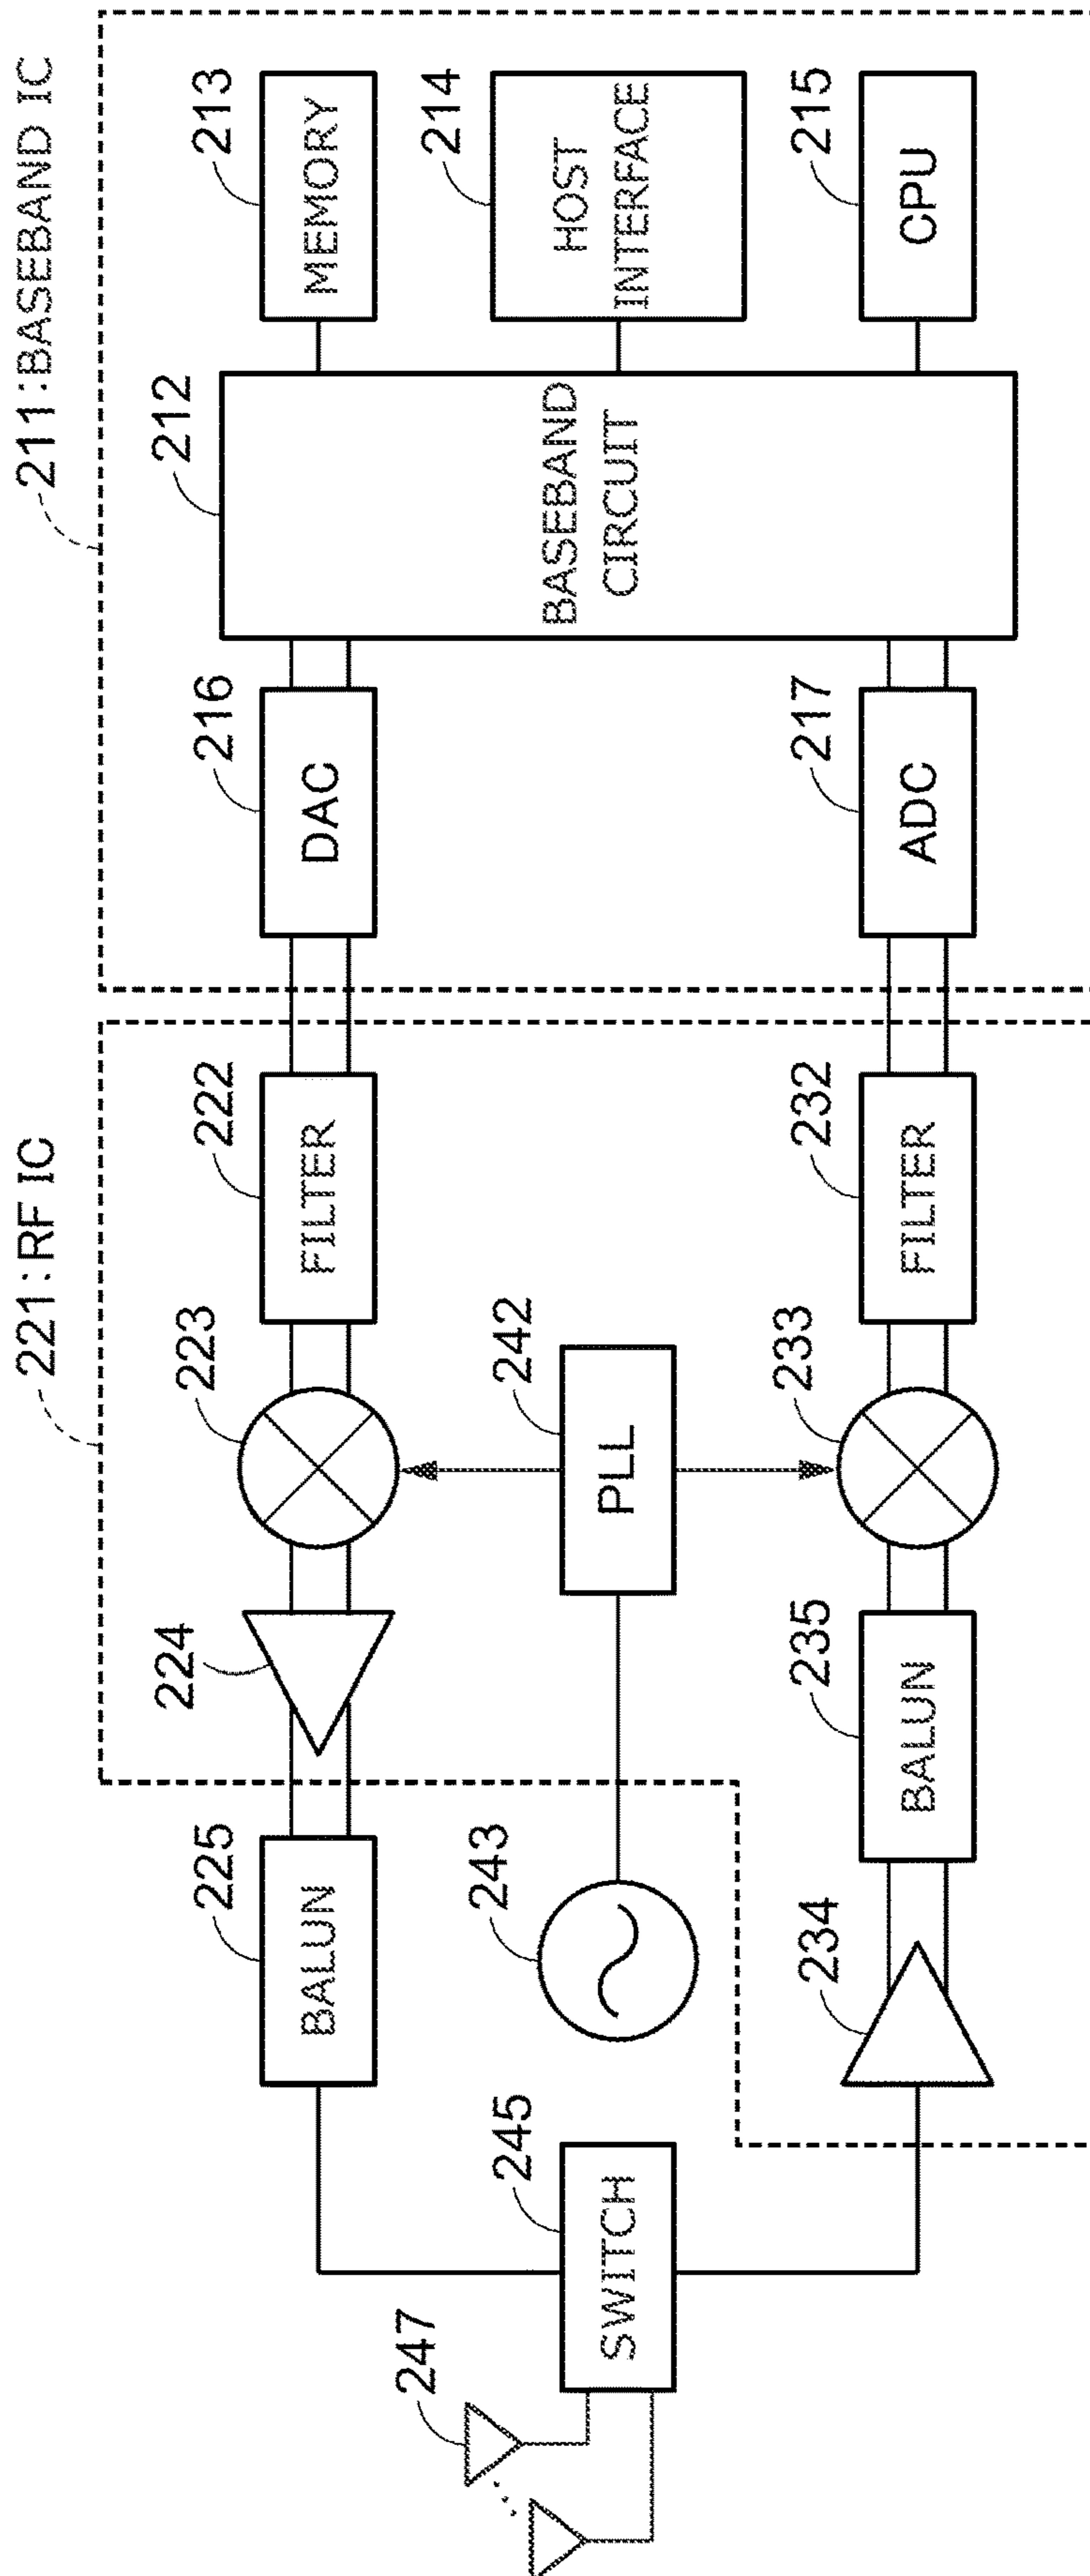 221:RF IC
211:BASEBAND IC
247
245
SWITCH
225
BALUN
224
223
222
FILTER
216
DAC
212
BASEBAND
CIRCUIT
213
MEMORY
243
242
PLL
214
HOST
INTERFACE
234
235
BALUN
233
232
FILTER
217
ADC
215
CPU